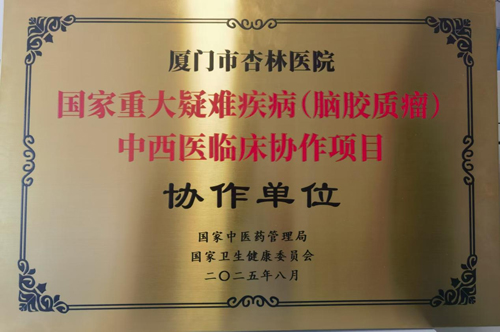 厦门市杏林医院
国家重大疑难疾病（脑胶质瘤）
中西医临床协作项目
协作单位
国家中医药管理局
国家卫生健康委员会
二〇二五年八月